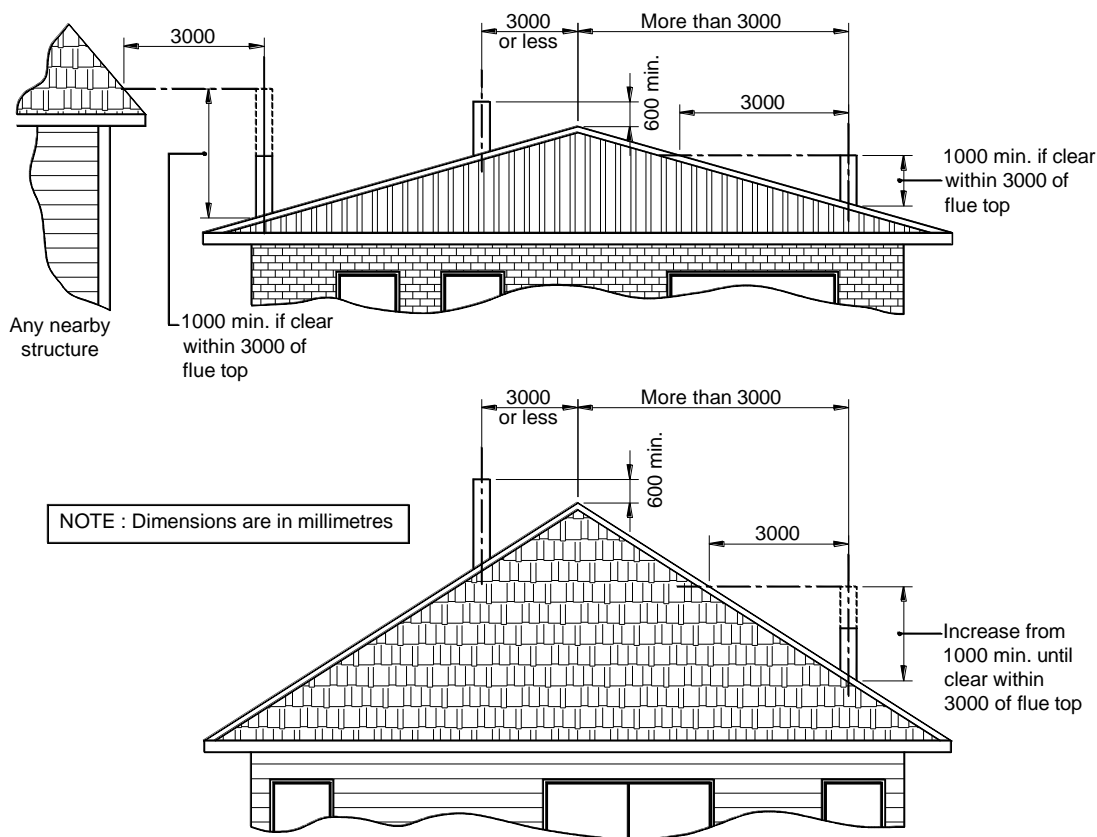 3000
3000
or less
More than 3000
600 min.
3000
1000 min. if clear
within 3000 of
flue top
Any nearby
structure
1000 min. if clear
within 3000 of
flue top
3000
or less
More than 3000
600 min.
NOTE : Dimensions are in millimetres
3000
Increase from
1000 min. until
clear within
3000 of flue top